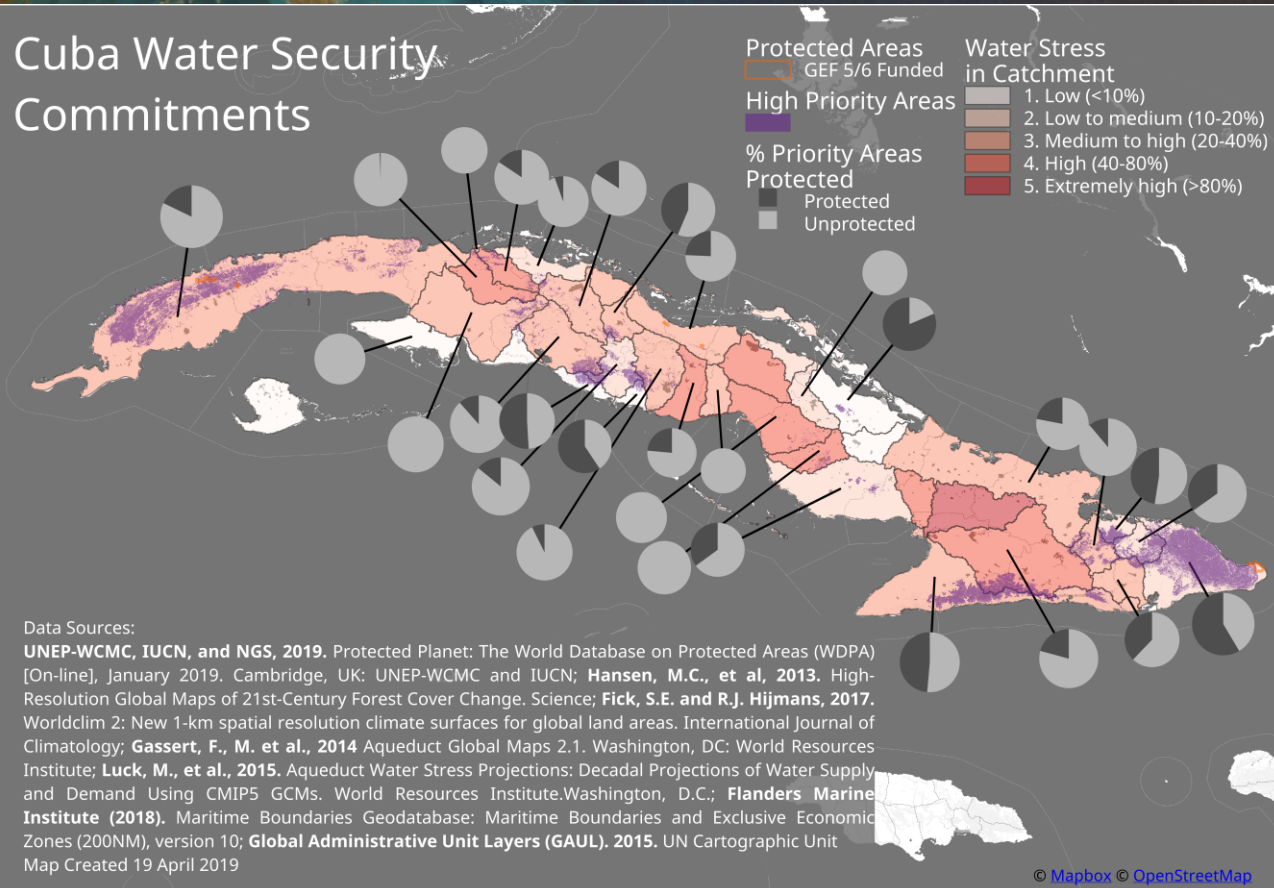 Cuba Water Security
Commitments
Protected Areas
GEF 5/6 Funded
High Priority Areas
% Priority Areas
Protected
Protected
Unprotected
Water Stress
in Catchment
1. Low (<10%)
2. Low to medium (10-20%)
3. Medium to high (20-40%)
4. High (40-80%)
5. Extremely high (>80%)
Data Sources:
UNEP-WCMC, IUCN, and NGS, 2019. Protected Planet: The World Database on Protected Areas (WDPA)
[On-line], January 2019. Cambridge, UK: UNEP-WCMC and IUCN; Hansen, M.C., et al, 2013. High-
Resolution Global Maps of 21st-Century Forest Cover Change. Science; Fick, S.E. and R.J. Hijmans, 2017.
Worldclim 2: New 1-km spatial resolution climate surfaces for global land areas. International Journal of
Climatology; Gassert, F., M. et al., 2014 Aqueduct Global Maps 2.1. Washington, DC: World Resources
Institute; Luck, M., et al., 2015. Aqueduct Water Stress Projections: Decadal Projections of Water Supply
and Demand Using CMIP5 GCMs. World Resources Institute.Washington, D.C.; Flanders Marine
Institute (2018). Maritime Boundaries Geodatabase: Maritime Boundaries and Exclusive Economic
Zones (200NM), version 10; Global Administrative Unit Layers (GAUL). 2015. UN Cartographic Unit
Map Created 19 April 2019
© Mapbox © OpenStreetMap